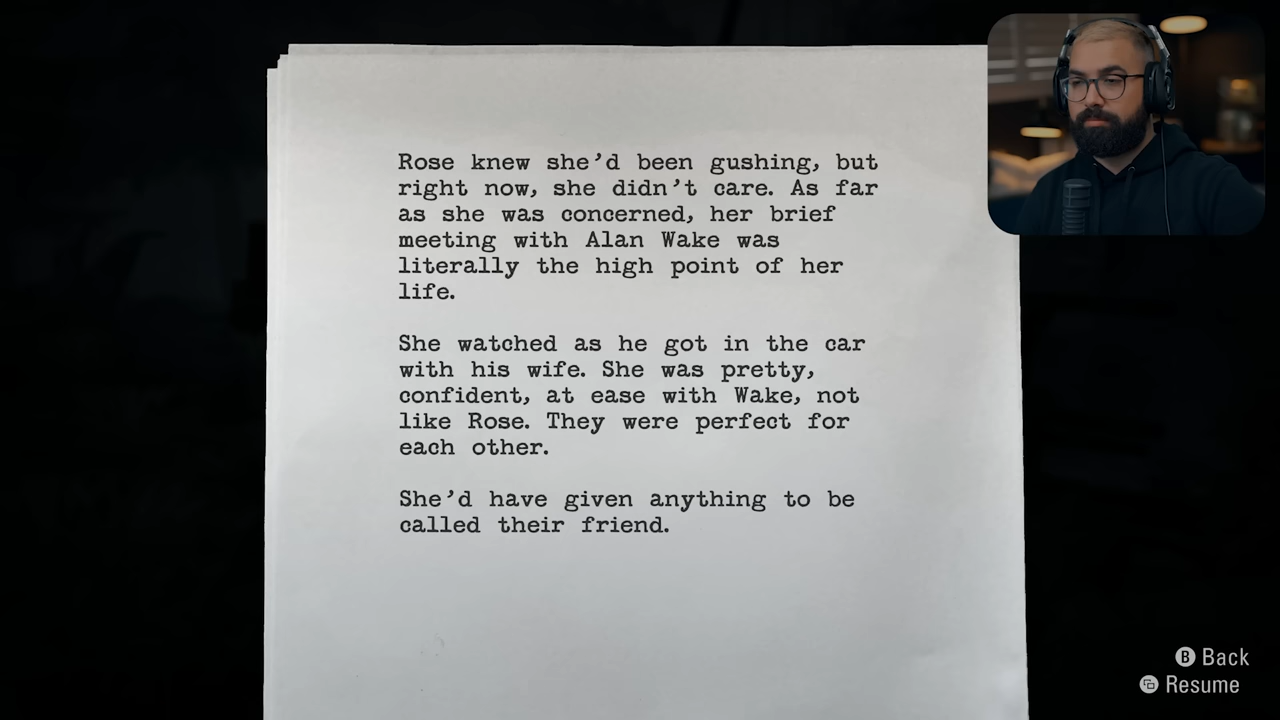 Rose knew she’d been gushing, but
right now, she didn’t care. As far
as she was concerned, her brief
meeting with Alan Wake was
literally the high point of her
life.
She watched as he got in the car
with his wife. She was pretty,
confident, at ease with Wake, not
like Rose. They were perfect for
each other.
She’d have given anything to be
called their friend.
B Back
Resume